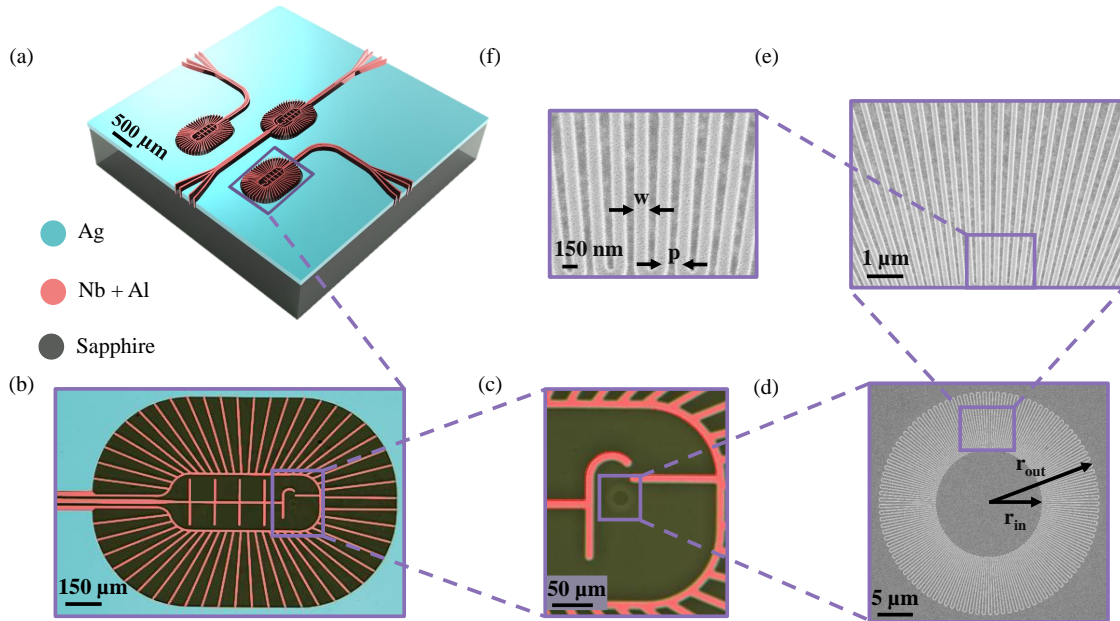 (a)
500 μm
Ag
Nb + Al
Sapphire
(f)
w
p
150 nm
(e)
1 μm
(b)
150 μm
(c)
50 μm
(d)
r_out
r_in
5 μm